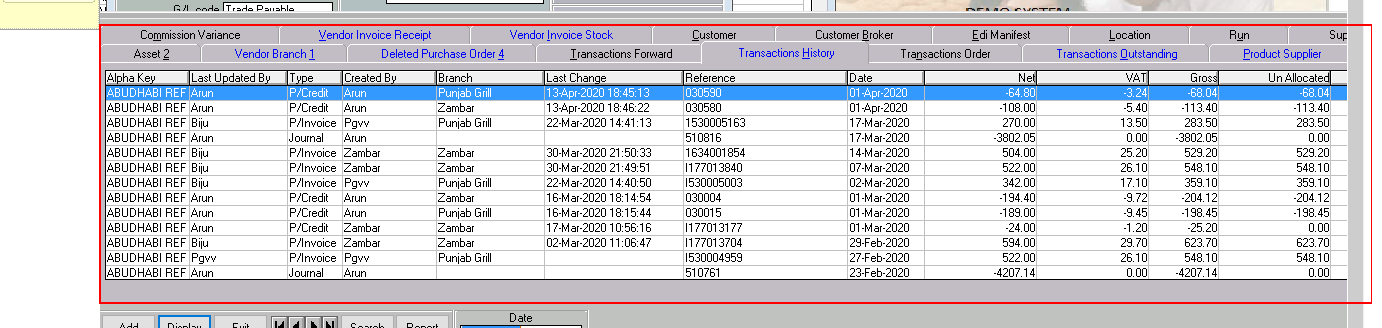 G/L code Trade Payable
DEMO SYSTEM
Commission Variance Vendor Invoice Receipt Vendor Invoice Stock Customer Customer Broker Edi Manifest Location Run
Asset 2 Vendor Branch 1 Deleted Purchase Order 4 Transactions Forward Transactions History Transactions Order Transactions Outstanding Product Supplier
Alpha Key Last Updated By Type Created By Branch Last Change Reference Date Net VAT Gross Un Allocated
ABUDHABI REF Arun P/Credit Arun Punjab Grill 13-Apr-2020 18:45:13 030590 01-Apr-2020 -64.80 -3.24 -68.04 -68.04
ABUDHABI REF Arun P/Credit Arun Zambar 13-Apr-2020 18:46:22 030580 01-Apr-2020 -108.00 -5.40 -113.40 -113.40
ABUDHABI REF Biju P/Invoice Pgvv Punjab Grill 22-Mar-2020 14:41:13 1530005163 17-Mar-2020 270.00 13.50 283.50 283.50
ABUDHABI REF Arun Journal Arun 510816 17-Mar-2020 -3802.05 0.00 -3802.05 0.00
ABUDHABI REF Biju P/Invoice Zambar Zambar 30-Mar-2020 21:50:33 1634001854 14-Mar-2020 504.00 25.20 529.20 529.20
ABUDHABI REF Biju P/Invoice Zambar Zambar 30-Mar-2020 21:49:51 I177013840 07-Mar-2020 522.00 26.10 548.10 548.10
ABUDHABI REF Biju P/Invoice Pgvv Punjab Grill 22-Mar-2020 14:40:50 I530005003 02-Mar-2020 342.00 17.10 359.10 359.10
ABUDHABI REF Arun P/Credit Arun Zambar 16-Mar-2020 18:14:54 030004 01-Mar-2020 -194.40 -9.72 -204.12 -204.12
ABUDHABI REF Arun P/Credit Arun Punjab Grill 16-Mar-2020 18:15:44 030015 01-Mar-2020 -189.00 -9.45 -198.45 -198.45
ABUDHABI REF Arun P/Credit Zambar Zambar 17-Mar-2020 10:56:16 I177013177 01-Mar-2020 -24.00 -1.20 -25.20 0.00
ABUDHABI REF Biju P/Invoice Zambar Zambar 02-Mar-2020 11:06:47 I177013704 29-Feb-2020 594.00 29.70 623.70 623.70
ABUDHABI REF Pgvv P/Invoice Pgvv Punjab Grill I530004959 27-Feb-2020 522.00 26.10 548.10 548.10
ABUDHABI REF Arun Journal Arun 510761 23-Feb-2020 -4207.14 0.00 -4207.14 0.00
Add Display Exit Search Report Date